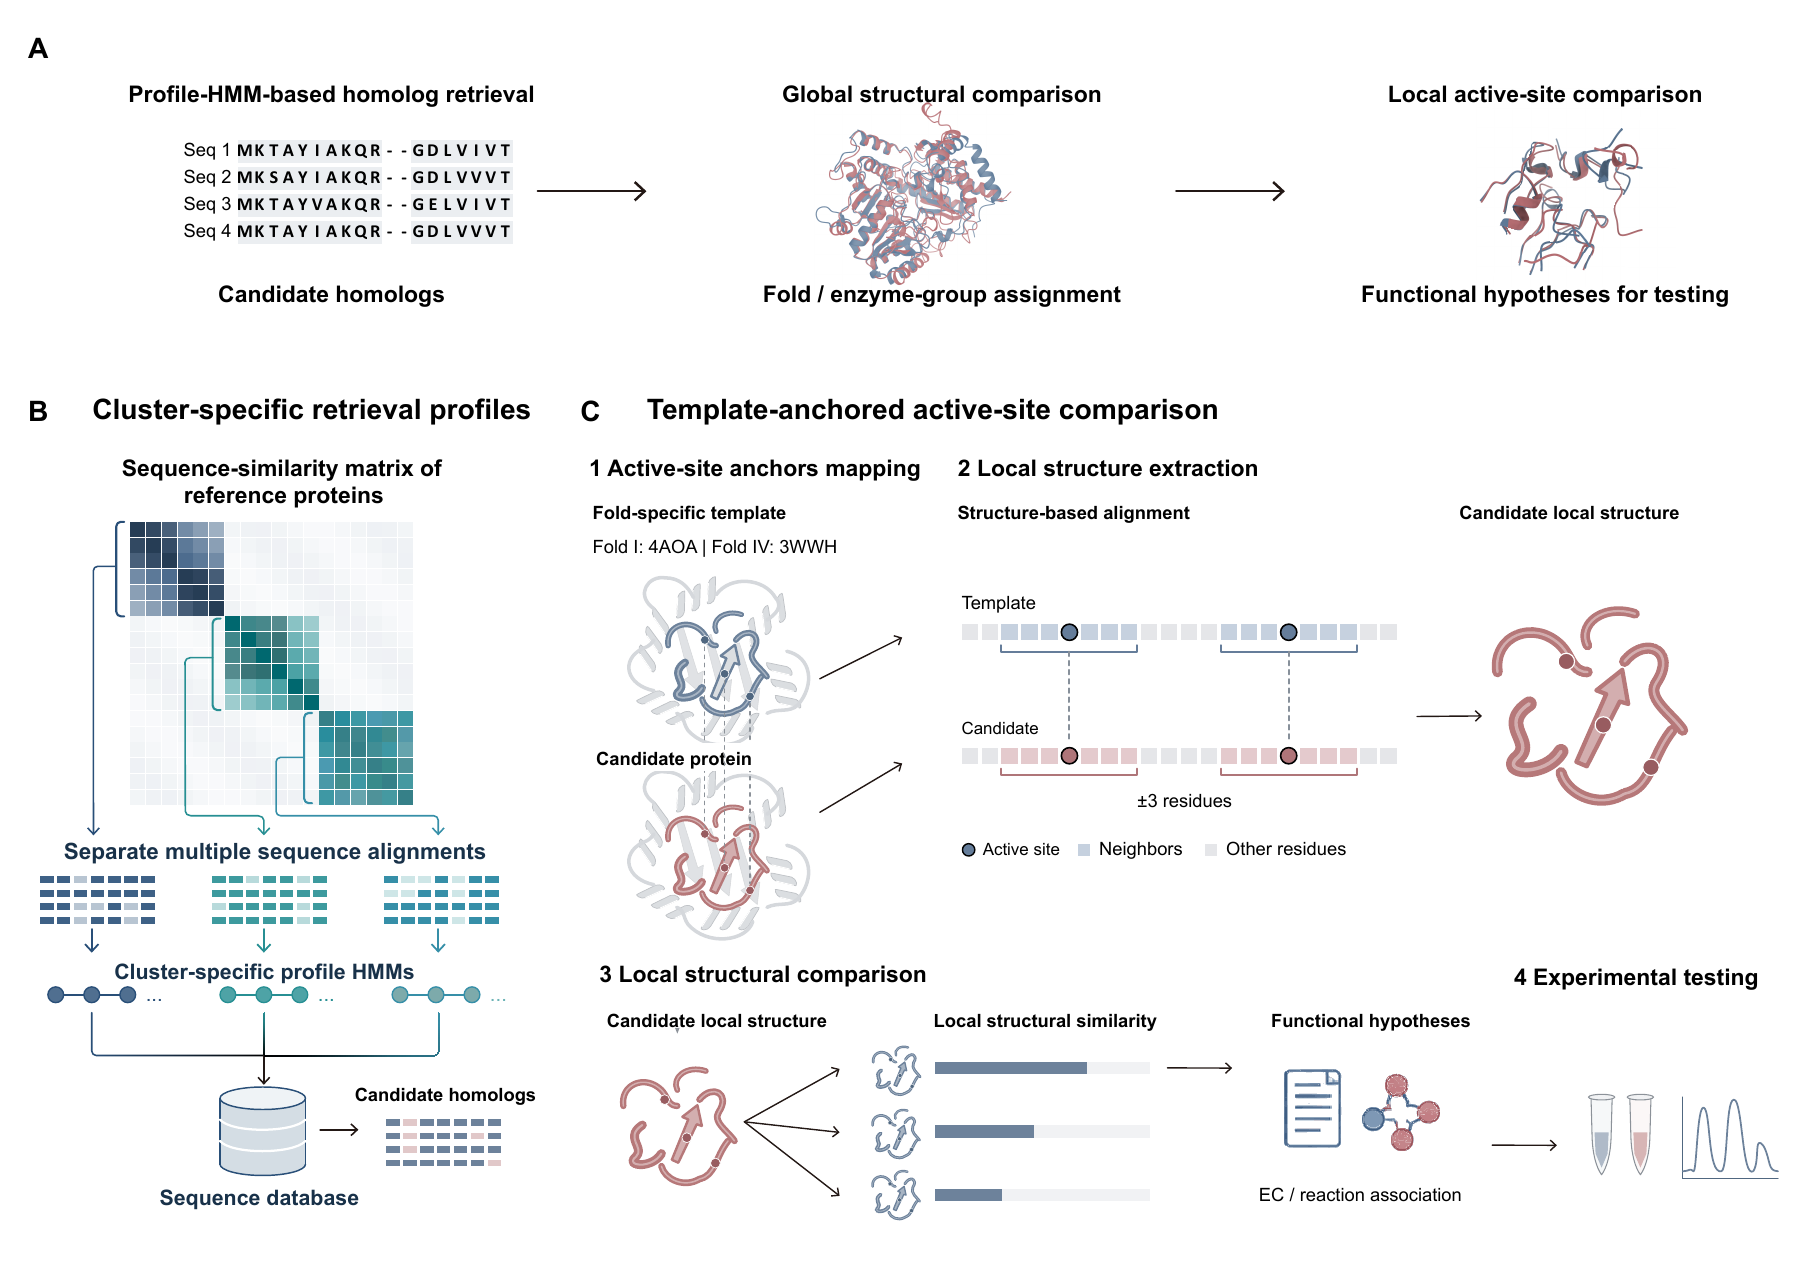 A
Profile-HMM-based homolog retrieval
Global structural comparison
Local active-site comparison
Seq 1 MKTAYIAKQR--GDLVIVT
Seq 2 MKSAYIAKQR--GDLVVVT
Seq 3 MKTAYVAKQR--GELVIVT
Seq 4 MKTAYIAKQR--GDLVVVT
Candidate homologs
Fold / enzyme-group assignment
Functional hypotheses for testing
B
Cluster-specific retrieval profiles
Sequence-similarity matrix of
reference proteins
Separate multiple sequence alignments
Cluster-specific profile HMMs
...
...
...
Candidate homologs
Sequence database
C
Template-anchored active-site comparison
1 Active-site anchors mapping
Fold-specific template
Fold I: 4AOA | Fold IV: 3WWH
Candidate protein
2 Local structure extraction
Structure-based alignment
Candidate local structure
Template
Candidate
±3 residues
Active site
Neighbors
Other residues
3 Local structural comparison
Candidate local structure
Local structural similarity
Functional hypotheses
EC / reaction association
4 Experimental testing